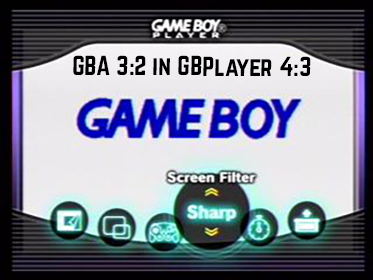 GAME BOY
PLAYER
GBA 3:2 IN GBPLAYER 4:3
GAME BOY
Screen Filter
Sharp